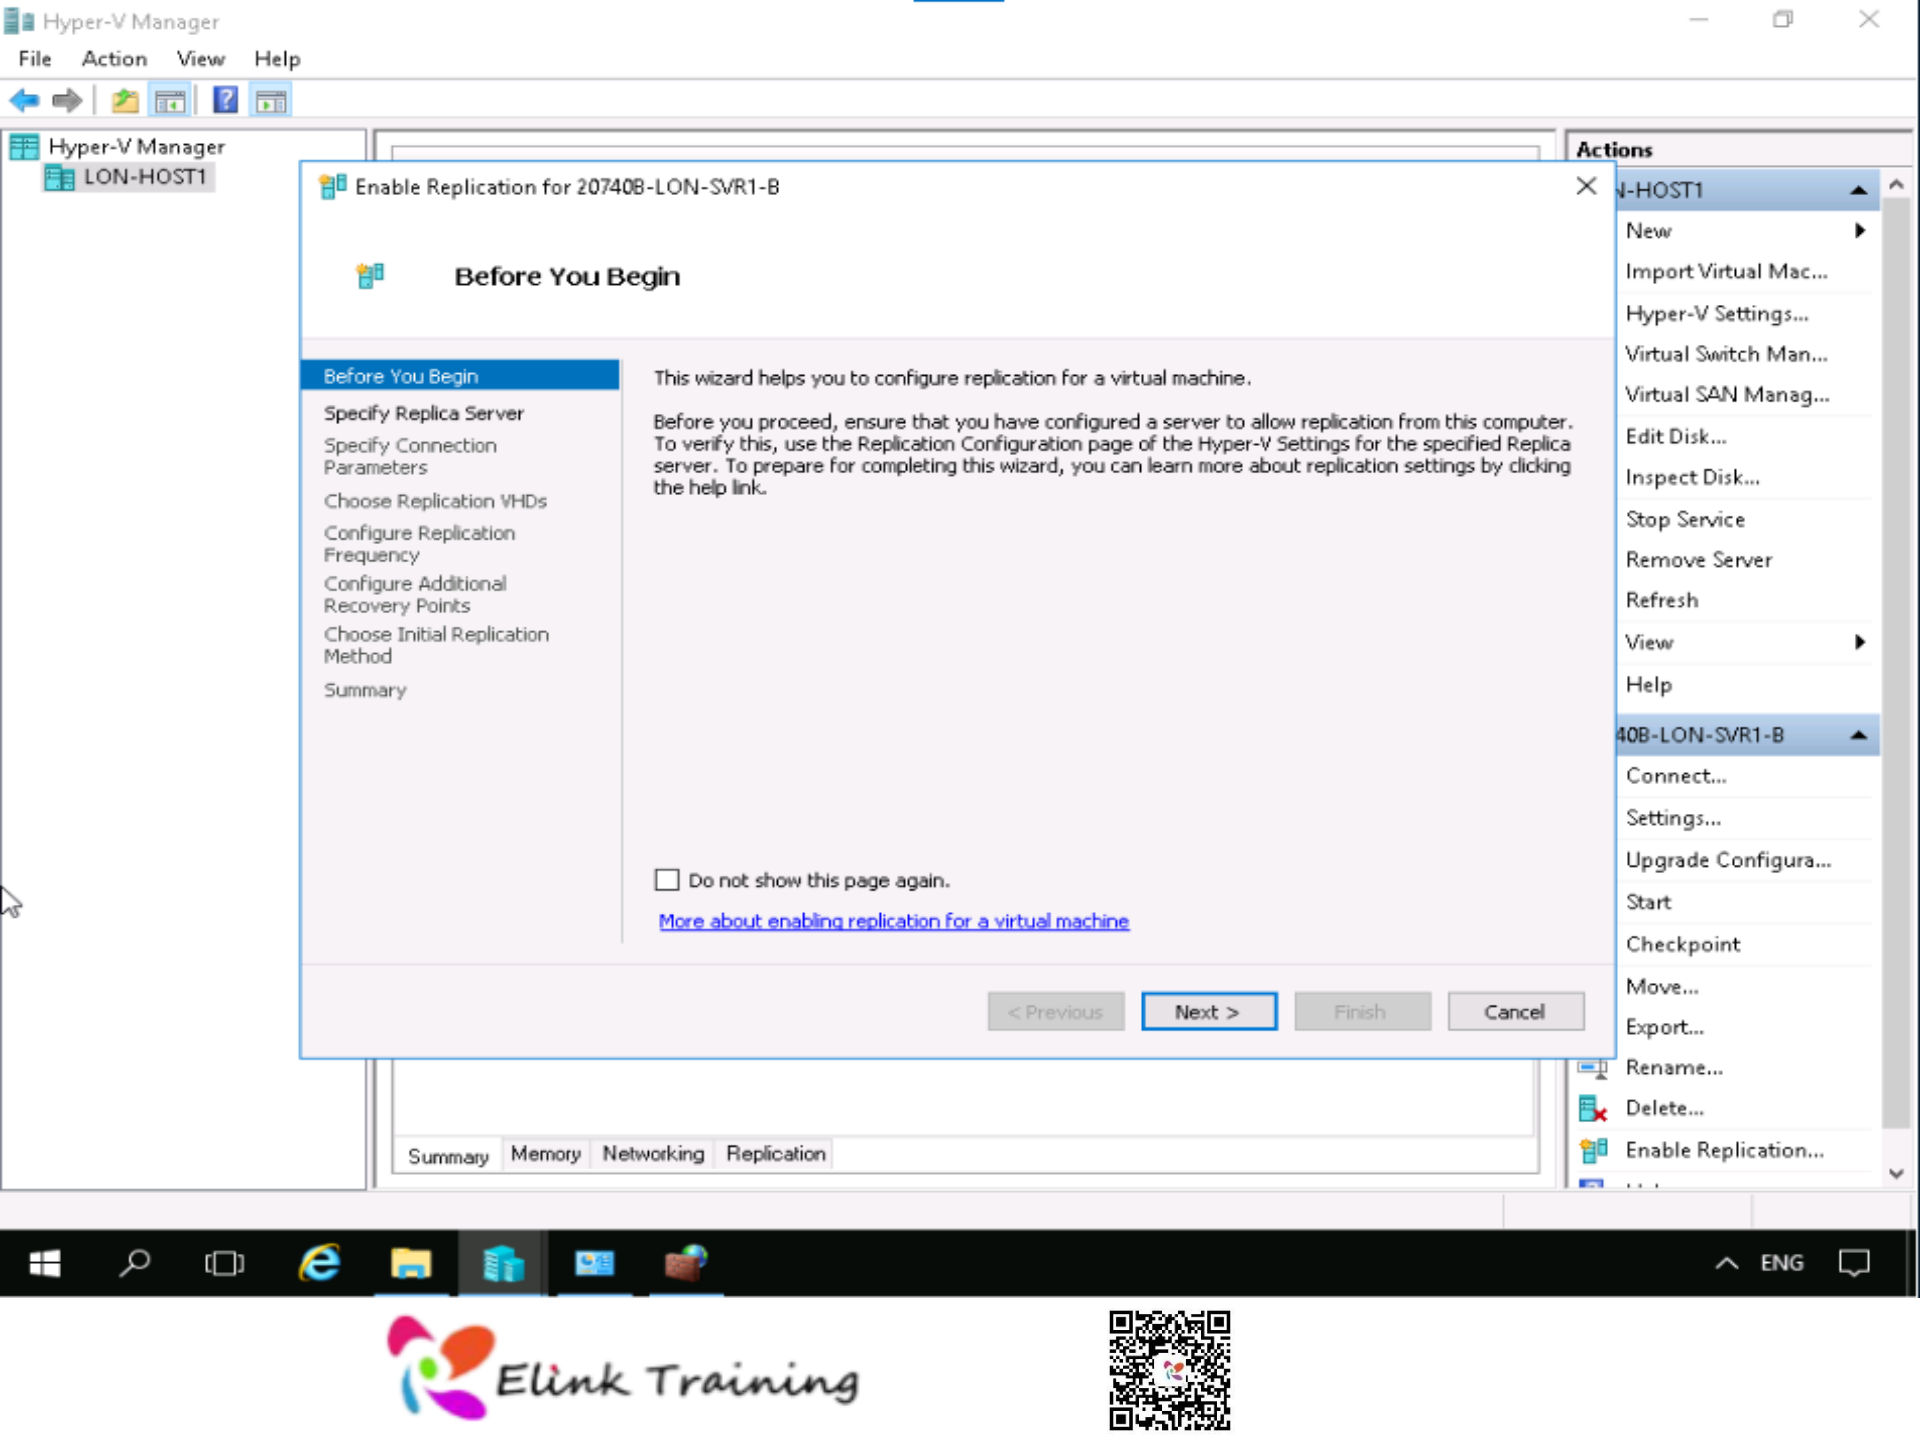 Hyper-V Manager
File Action View Help
Hyper-V Manager
LON-HOST1
Enable Replication for 20740B-LON-SVR1-B
Before You Begin
Before You Begin
Specify Replica Server
Specify Connection
Parameters
Choose Replication VHDs
Configure Replication
Frequency
Configure Additional
Recovery Points
Choose Initial Replication
Method
Summary
This wizard helps you to configure replication for a virtual machine.
Before you proceed, ensure that you have configured a server to allow replication from this computer.
To verify this, use the Replication Configuration page of the Hyper-V Settings for the specified Replica
server. To prepare for completing this wizard, you can learn more about replication settings by clicking
the help link.
Do not show this page again.
More about enabling replication for a virtual machine
< Previous Next > Finish Cancel
Summary Memory Networking Replication
Actions
N-HOST1
New
Import Virtual Mac...
Hyper-V Settings...
Virtual Switch Man...
Virtual SAN Manag...
Edit Disk...
Inspect Disk...
Stop Service
Remove Server
Refresh
View
Help
40B-LON-SVR1-B
Connect...
Settings...
Upgrade Configura...
Start
Checkpoint
Move...
Export...
Rename...
Delete...
Enable Replication...
ENG
Elink Training